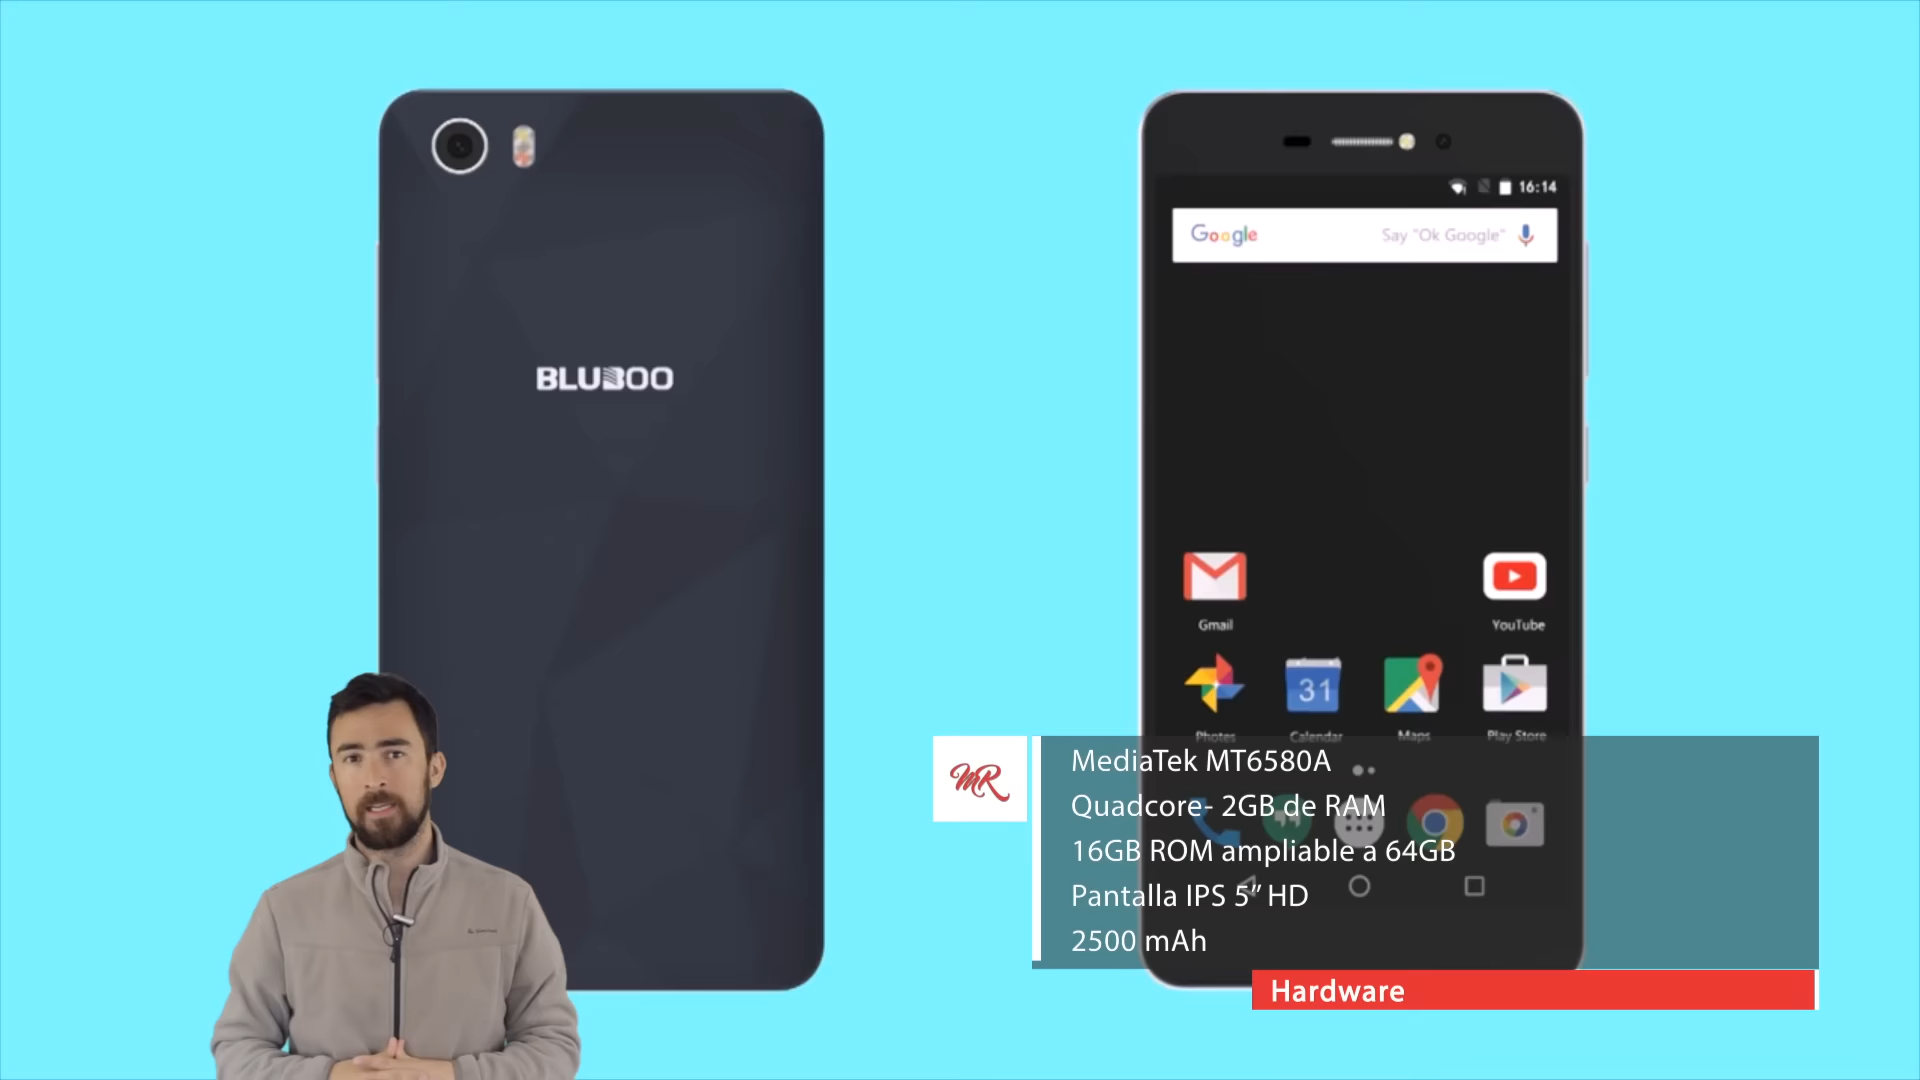 BLUBOO
16:14
Google Say "Ok Google"
Gmail
YouTube
Photos
Calendar
Maps
Play Store
31
MR
MediaTek MT6580A
Quadcore- 2GB de RAM
16GB ROM ampliable a 64GB
Pantalla IPS 5” HD
2500 mAh
Hardware